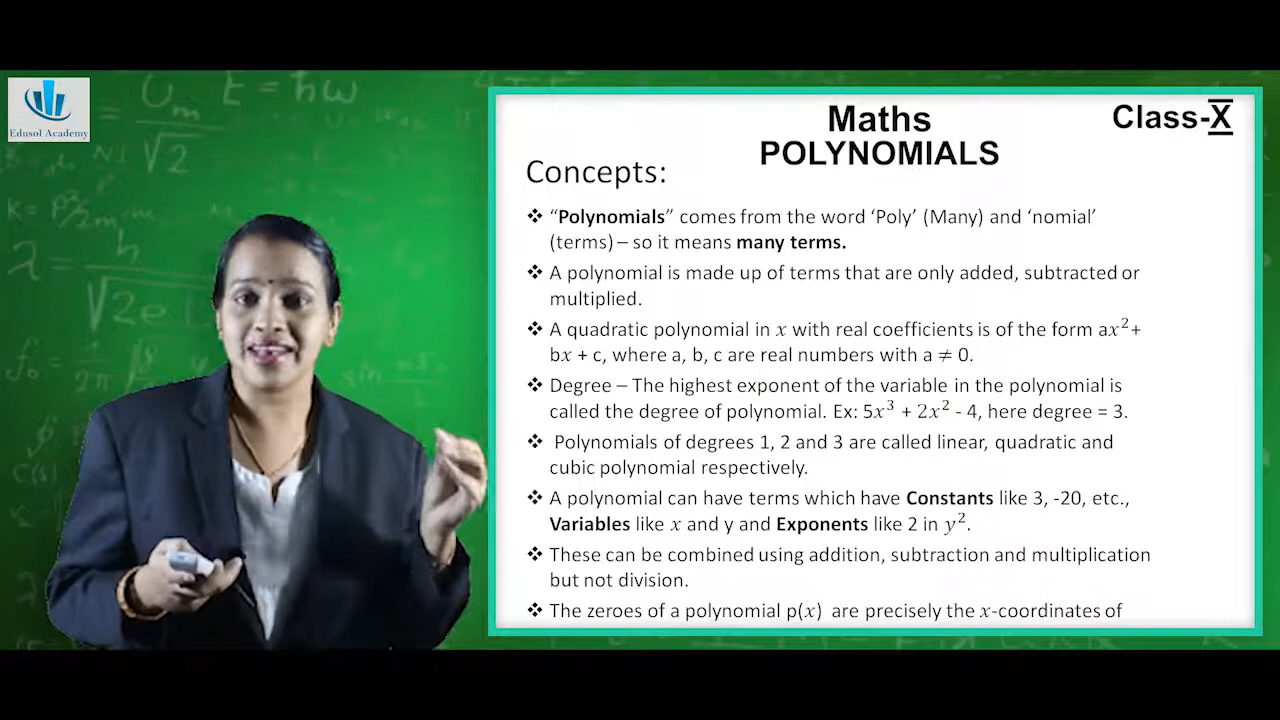 Edusol Academy
Maths
Class-X
POLYNOMIALS
Concepts:
❖ “Polynomials” comes from the word ‘Poly’ (Many) and ‘nomial’
(terms) – so it means many terms.
❖ A polynomial is made up of terms that are only added, subtracted or
multiplied.
❖ A quadratic polynomial in x with real coefficients is of the form ax²+
bx + c, where a, b, c are real numbers with a ≠ 0.
❖ Degree – The highest exponent of the variable in the polynomial is
called the degree of polynomial. Ex: 5x³ + 2x² - 4, here degree = 3.
❖ Polynomials of degrees 1, 2 and 3 are called linear, quadratic and
cubic polynomial respectively.
❖ A polynomial can have terms which have Constants like 3, -20, etc.,
Variables like x and y and Exponents like 2 in y².
❖ These can be combined using addition, subtraction and multiplication
but not division.
❖ The zeroes of a polynomial p(x) are precisely the x-coordinates of
E = ħω
U m
√2
K = P²/2m
λ = h
√2e